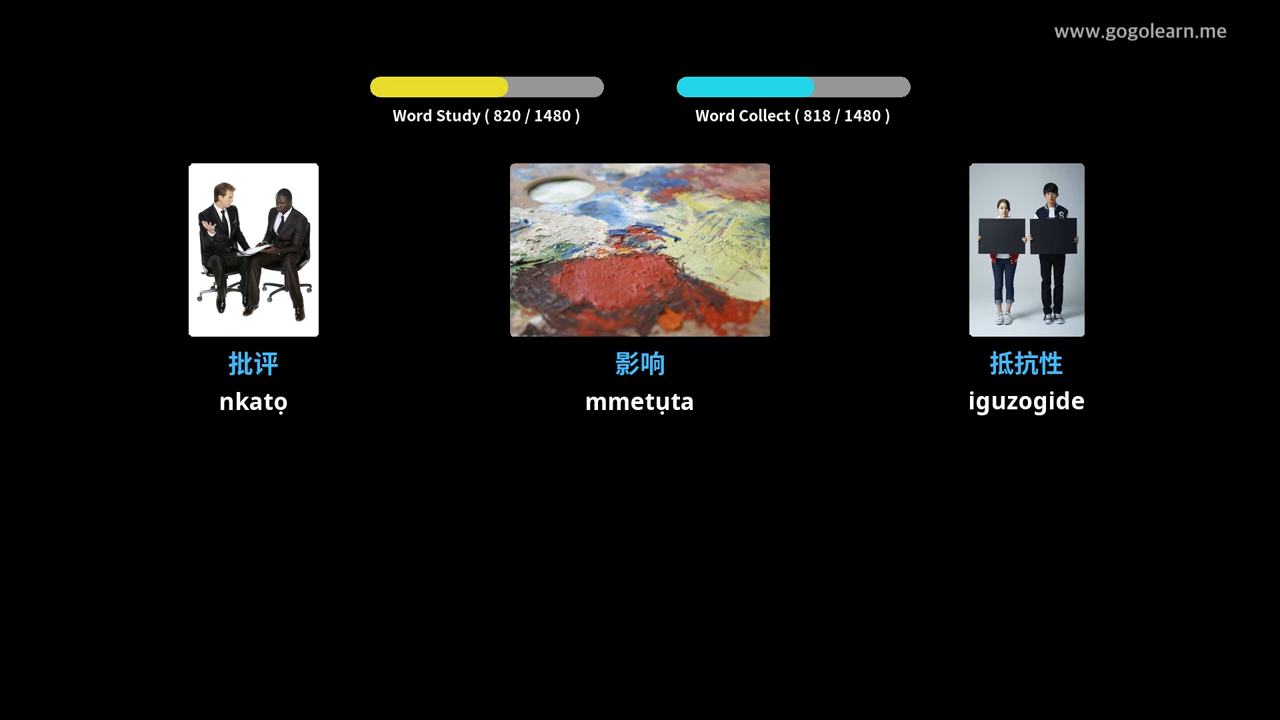 www.gogolearn.me
Word Study ( 820 / 1480 )
Word Collect ( 818 / 1480 )
批评
影响
抵抗性
nkatọ
mmetụta
iguzogide